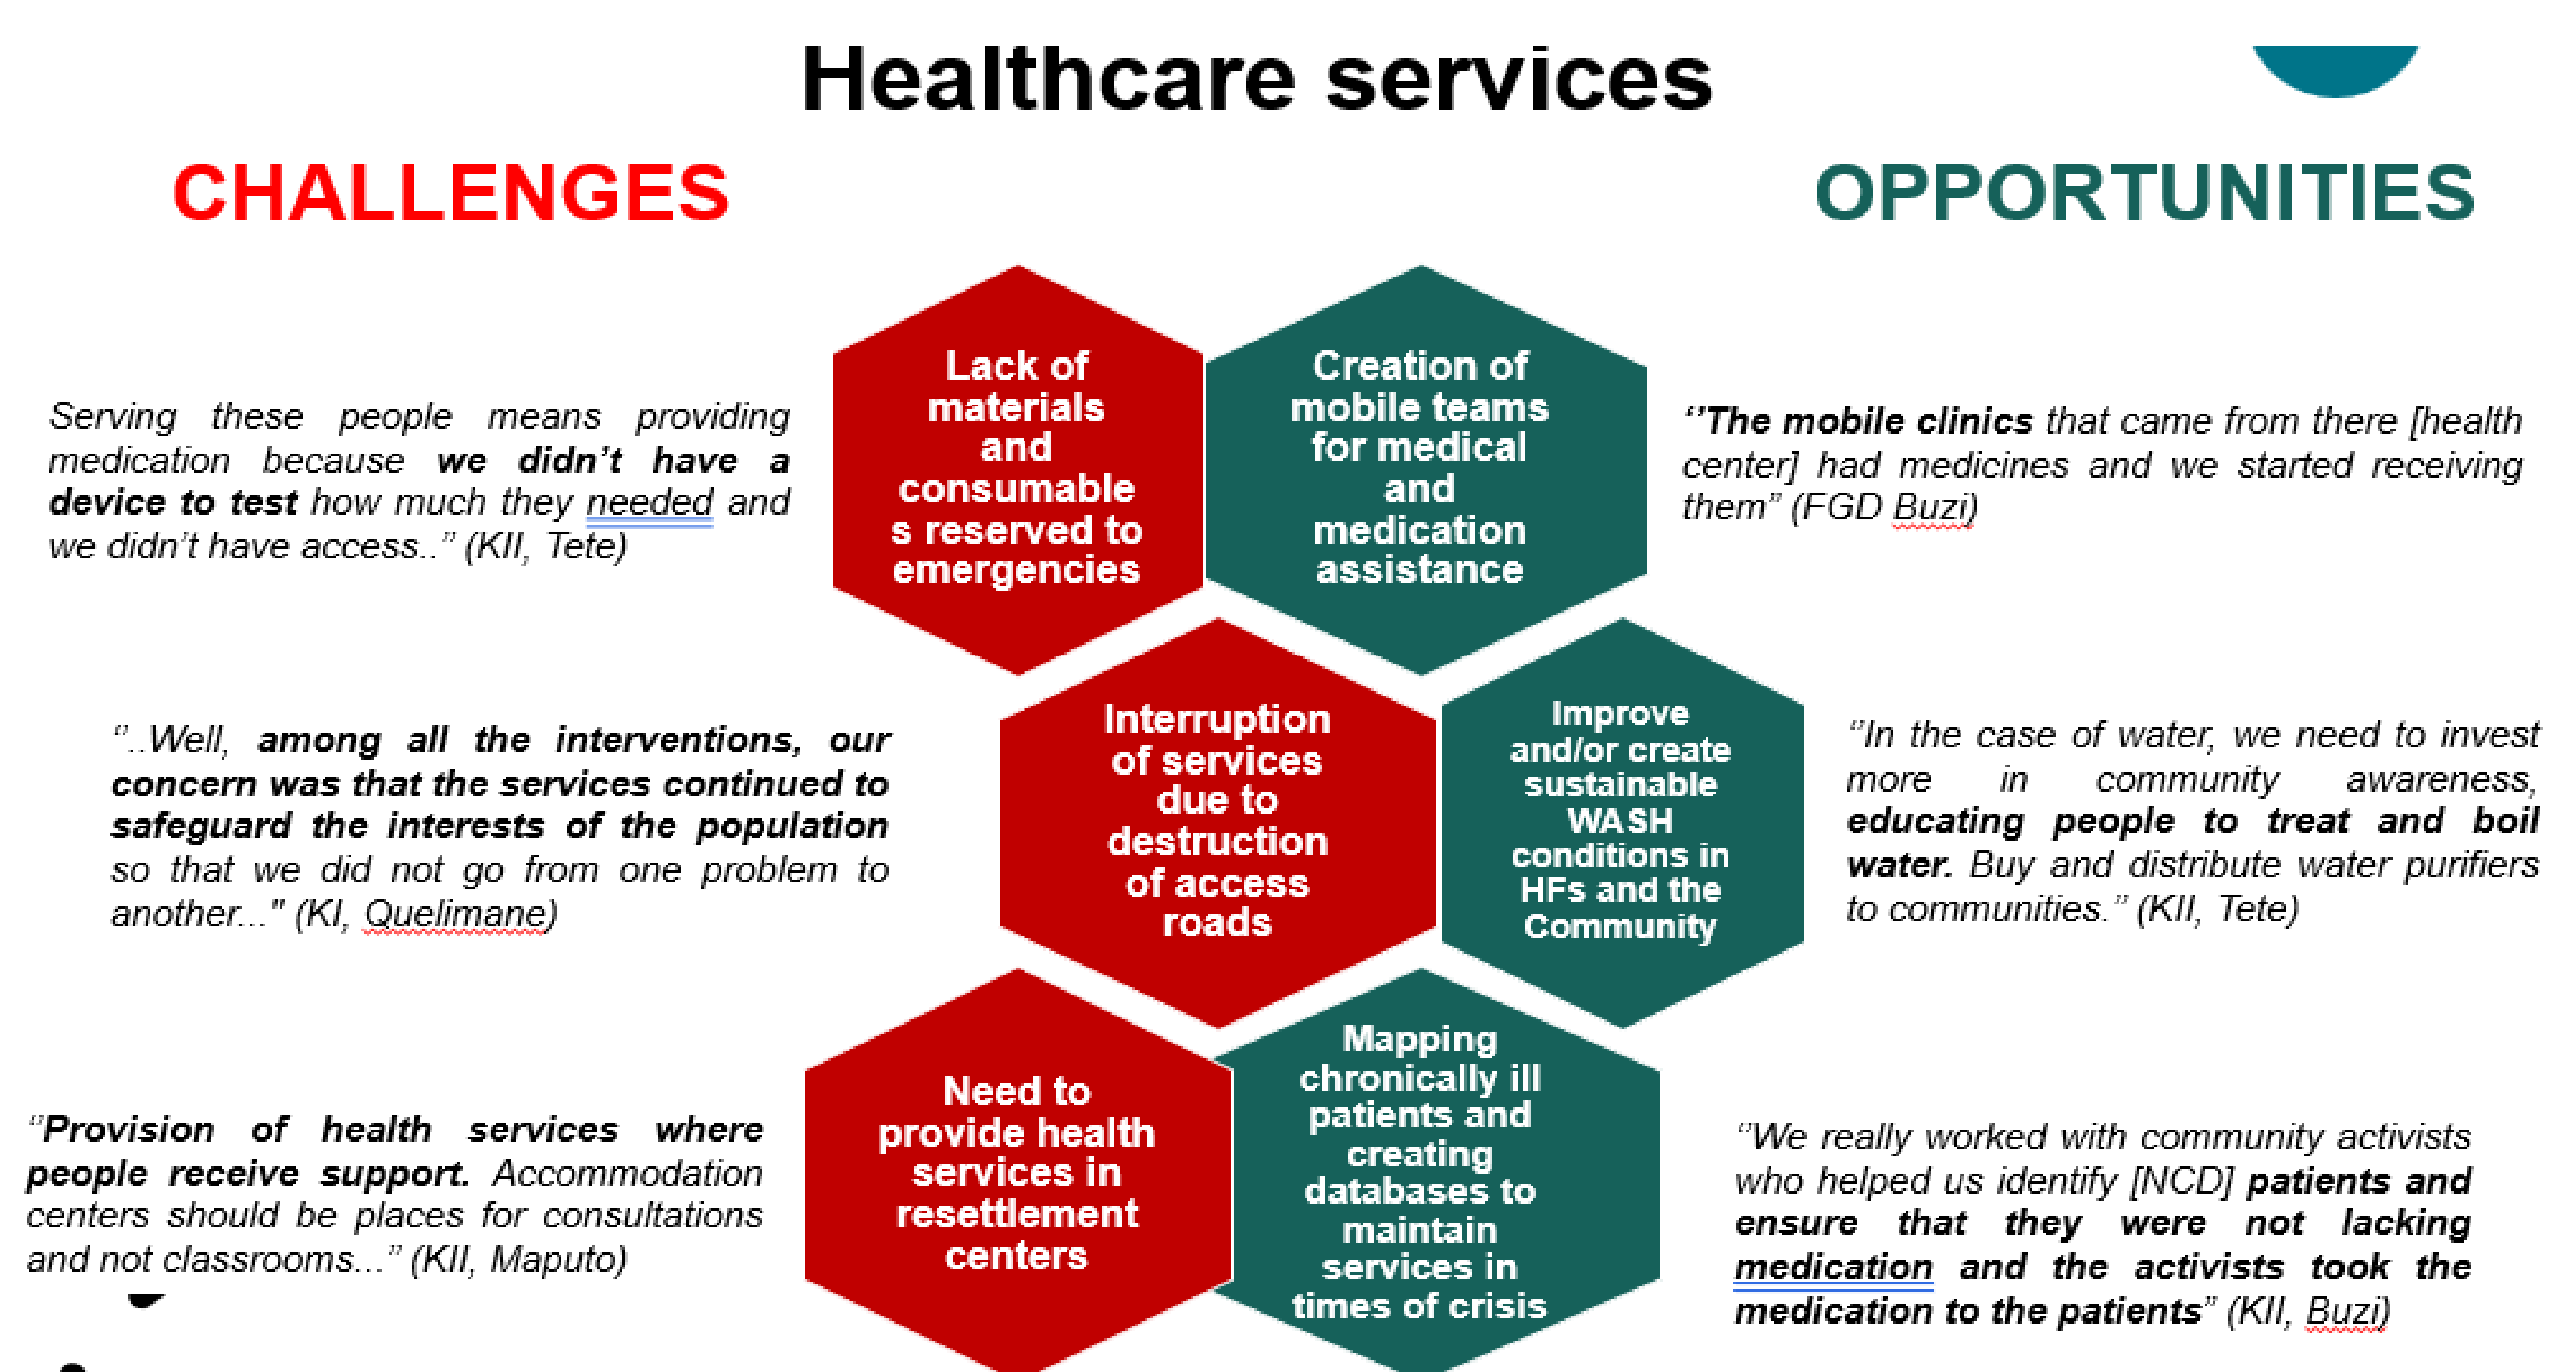 Healthcare services
CHALLENGES
OPPORTUNITIES
Serving these people means providing
medication because we didn’t have a
device to test how much they needed and
we didn’t have access..” (KII, Tete)
Lack of
materials
and
consumable
s reserved to
emergencies
Creation of
mobile teams
for medical
and
medication
assistance
‘’The mobile clinics that came from there [health
center] had medicines and we started receiving
them” (FGD Buzi)
“..Well, among all the interventions, our
concern was that the services continued to
safeguard the interests of the population
so that we did not go from one problem to
another..." (KI, Quelimane)
Interruption
of services
due to
destruction
of access
roads
Improve
and/or create
sustainable
WASH
conditions in
HFs and the
Community
‘’In the case of water, we need to invest
more in community awareness,
educating people to treat and boil
water. Buy and distribute water purifiers
to communities.” (KII, Tete)
‘’Provision of health services where
people receive support. Accommodation
centers should be places for consultations
and not classrooms...” (KII, Maputo)
Need to
provide health
services in
resettlement
centers
Mapping
chronically ill
patients and
creating
databases to
maintain
services in
times of crisis
‘’We really worked with community activists
who helped us identify [NCD] patients and
ensure that they were not lacking
medication and the activists took the
medication to the patients” (KII, Buzi)